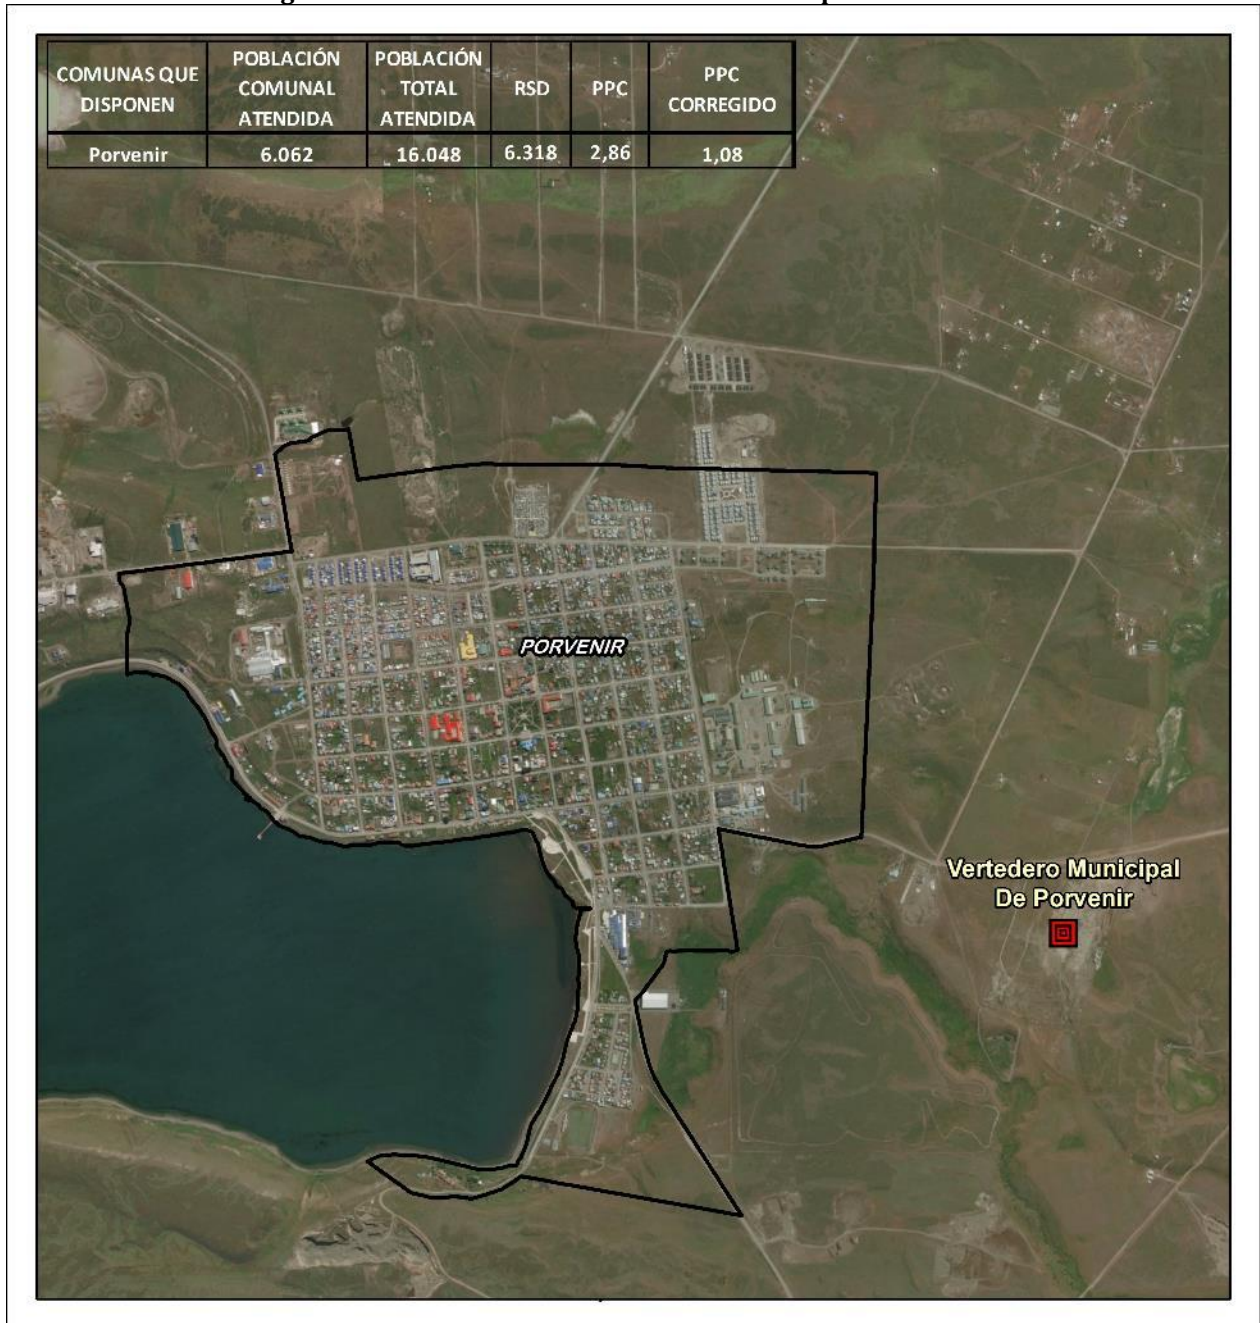 COMUNAS QUE DISPONEN
POBLACIÓN COMUNAL ATENDIDA
POBLACIÓN TOTAL ATENDIDA
RSD
PPC
PPC CORREGIDO
Porvenir
6.062
16.048
6.318
2,86
1,08
PORVENIR
Vertedero Municipal
De Porvenir